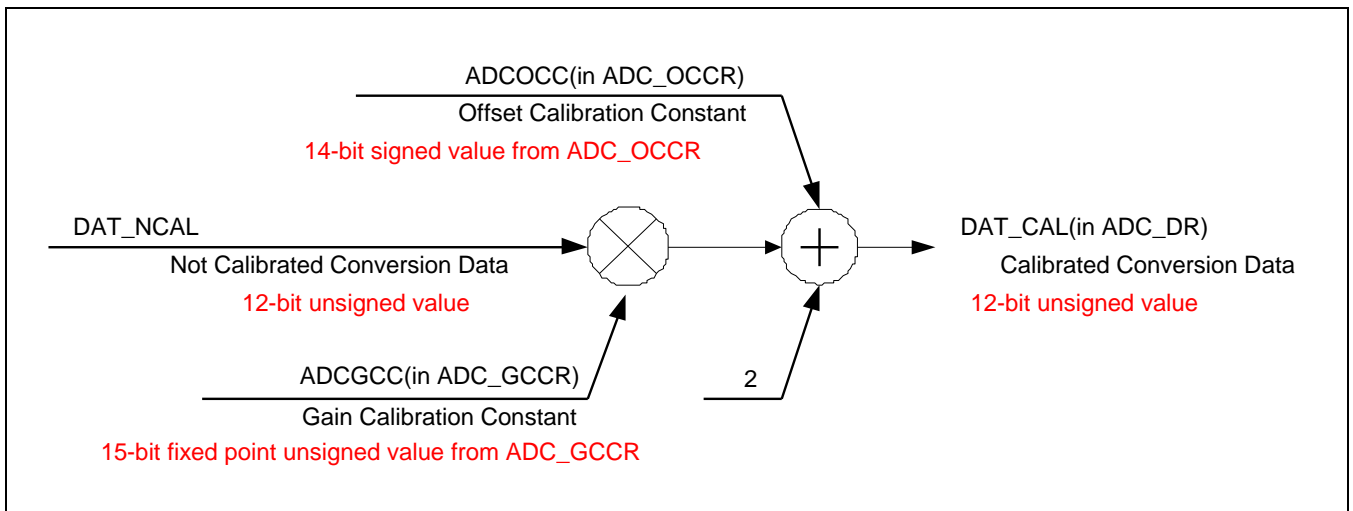 ADCOCC(in ADC_OCCR)
Offset Calibration Constant
14-bit signed value from ADC_OCCR
DAT_NCAL
Not Calibrated Conversion Data
12-bit unsigned value
DAT_CAL(in ADC_DR)
Calibrated Conversion Data
12-bit unsigned value
ADCGCC(in ADC_GCCR)
Gain Calibration Constant
15-bit fixed point unsigned value from ADC_GCCR
2